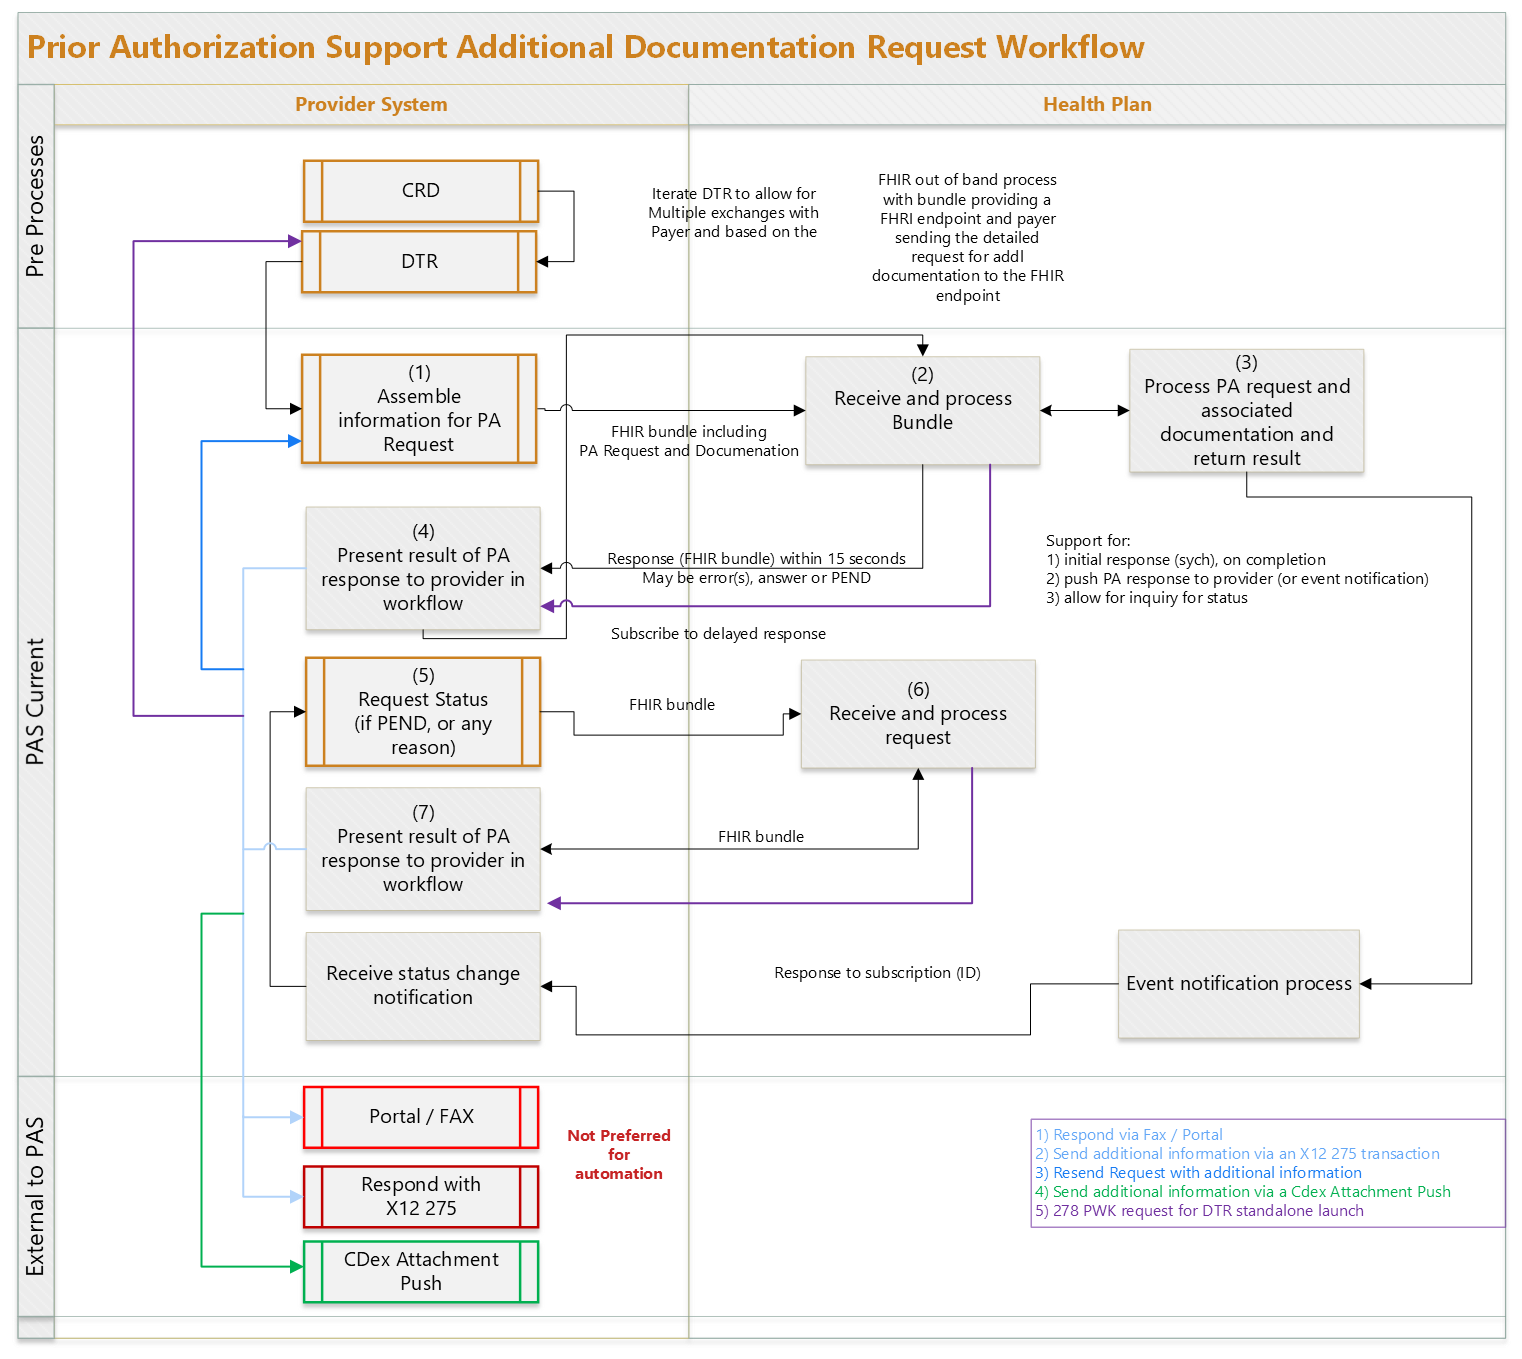 Prior Authorization Support Additional Documentation Request Workflow
Provider System
Health Plan
Pre Processes
CRD
DTR
Iterate DTR to allow for
Multiple exchanges with
Payer and based on the
FHIR out of band process
with bundle providing a
FHRI endpoint and payer
sending the detailed
request for addl
documentation to the FHIR
endpoint
PAS Current
(1)
Assemble
information for PA
Request
FHIR bundle including
PA Request and Documenation
(2)
Receive and process
Bundle
(3)
Process PA request and
associated
documentation and
return result
(4)
Present result of PA
response to provider in
workflow
Response (FHIR bundle) within 15 seconds
May be error(s), answer or PEND
Subscribe to delayed response
Support for:
1) initial response (sych), on completion
2) push PA response to provider (or event notification)
3) allow for inquiry for status
(5)
Request Status
(if PEND, or any
reason)
FHIR bundle
(6)
Receive and process
request
(7)
Present result of PA
response to provider in
workflow
FHIR bundle
Receive status change
notification
Response to subscription (ID)
Event notification process
External to PAS
Portal / FAX
Respond with
X12 275
CDex Attachment
Push
Not Preferred
for
automation
1) Respond via Fax / Portal
2) Send additional information via an X12 275 transaction
3) Resend Request with additional information
4) Send additional information via a Cdex Attachment Push
5) 278 PWK request for DTR standalone launch